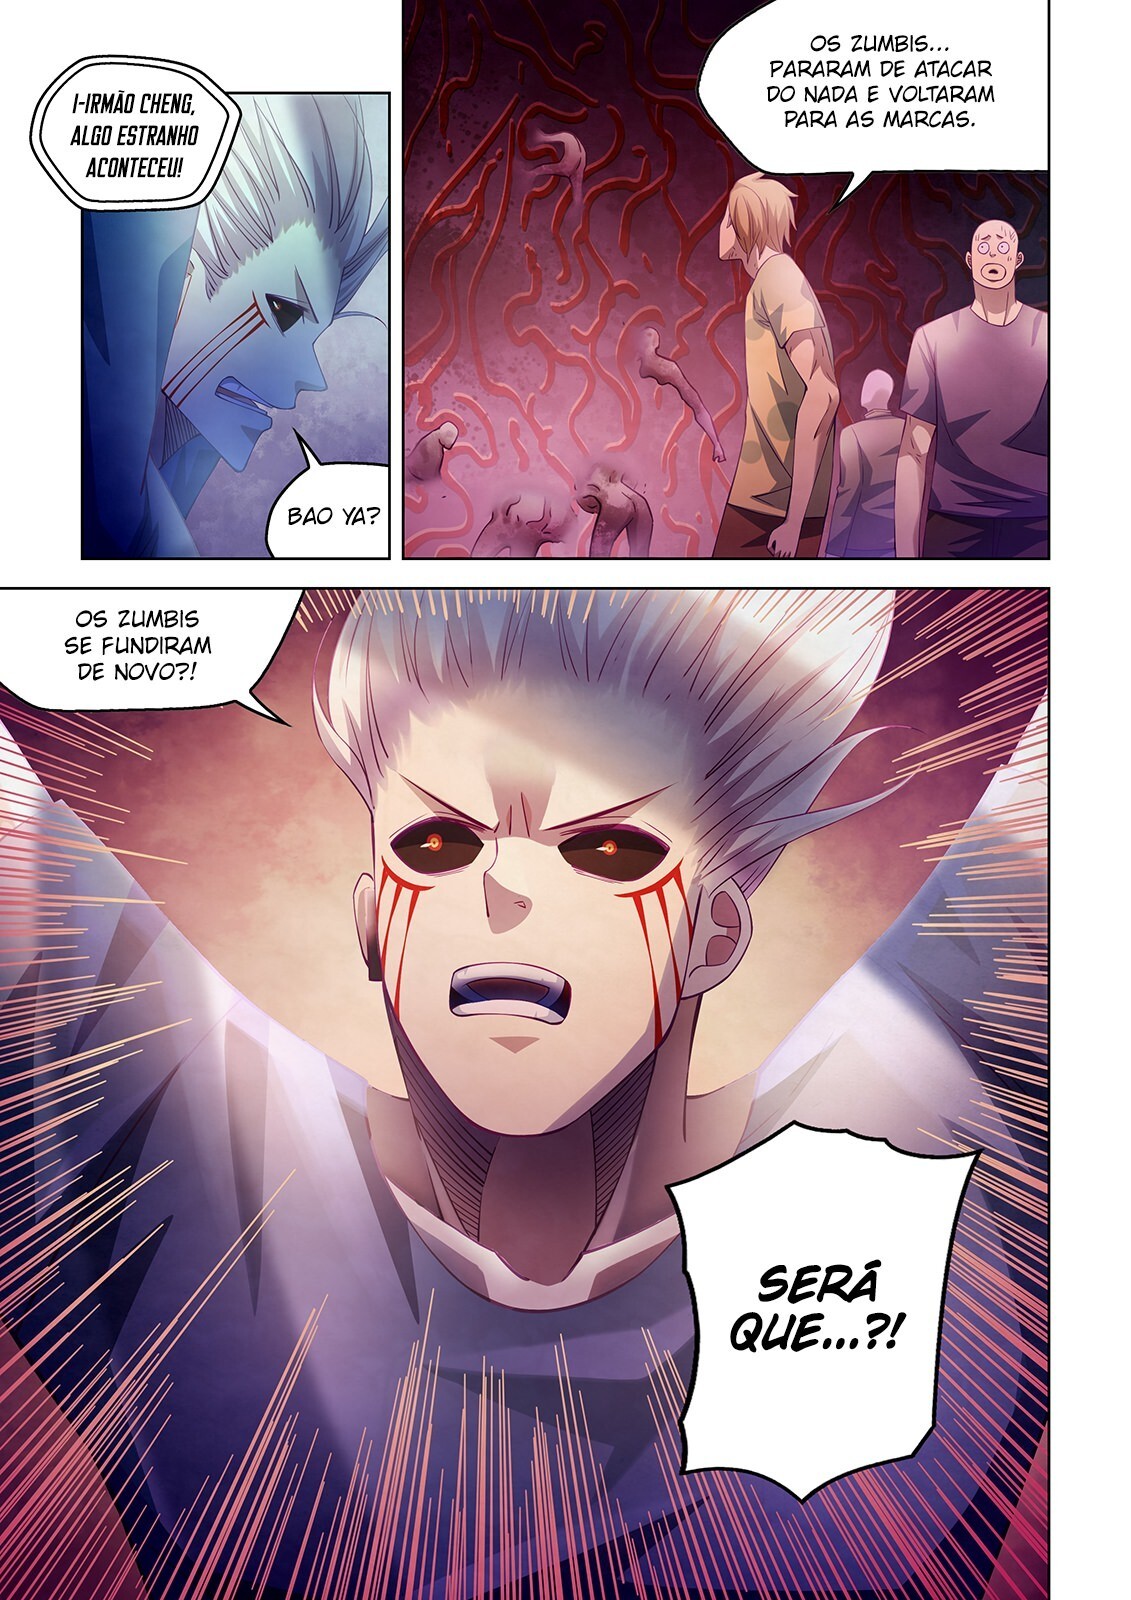 I-IRMÃO CHENG,
ALGO ESTRANHO
ACONTECEU!
BAO YA?
OS ZUMBIS...
PARARAM DE ATACAR
DO NADA E VOLTARAM
PARA AS MARCAS.
OS ZUMBIS
SE FUNDIRAM
DE NOVO?!
SERÁ
QUE...?!